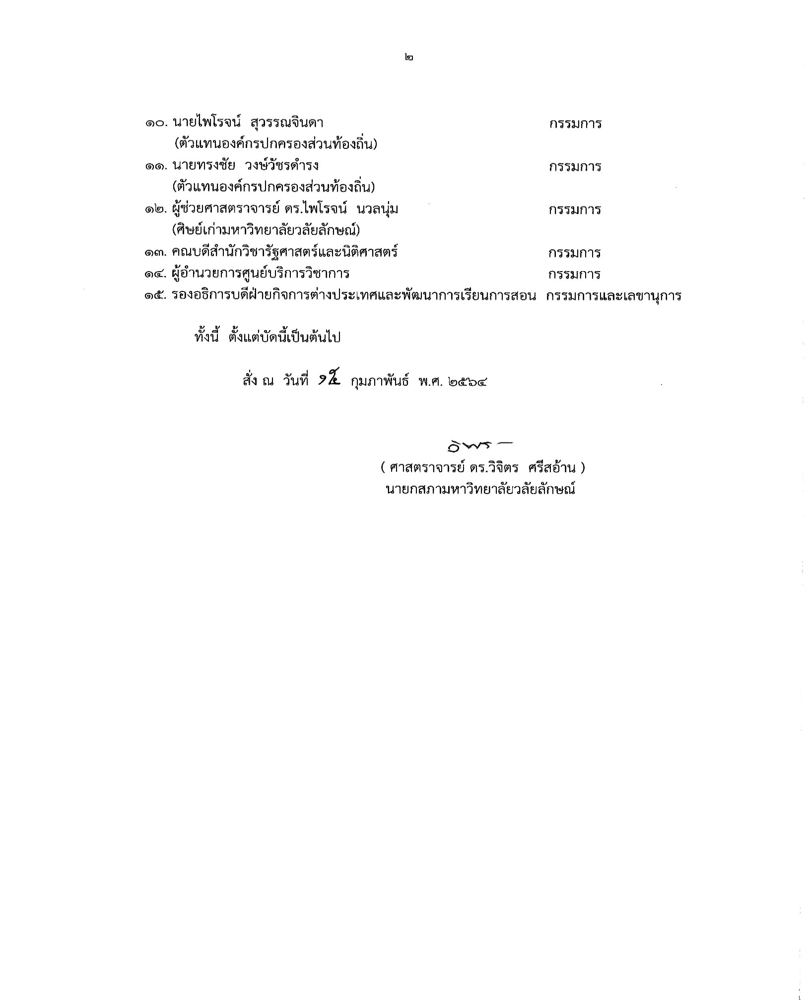 ๒
๑๐. นายไพโรจน์ สุวรรณจินดา กรรมการ
(ตัวแทนองค์กรปกครองส่วนท้องถิ่น)
๑๑. นายทรงชัย วงษ์วัชรดำรง กรรมการ
(ตัวแทนองค์กรปกครองส่วนท้องถิ่น)
๑๒. ผู้ช่วยศาสตราจารย์ ดร.ไพโรจน์ นวลนุ่ม กรรมการ
(ศิษย์เก่ามหาวิทยาลัยวลัยลักษณ์)
๑๓. คณบดีสำนักวิชารัฐศาสตร์และนิติศาสตร์ กรรมการ
๑๔. ผู้อำนวยการศูนย์บริการวิชาการ กรรมการ
๑๕. รองอธิการบดีฝ่ายกิจการต่างประเทศและพัฒนาการเรียนการสอน กรรมการและเลขานุการ
ทั้งนี้ ตั้งแต่บัดนี้เป็นต้นไป
สั่ง ณ วันที่ ๑๕ กุมภาพันธ์ พ.ศ. ๒๕๖๔
( ศาสตราจารย์ ดร.วิจิตร ศรีสอ้าน )
นายกสภามหาวิทยาลัยวลัยลักษณ์